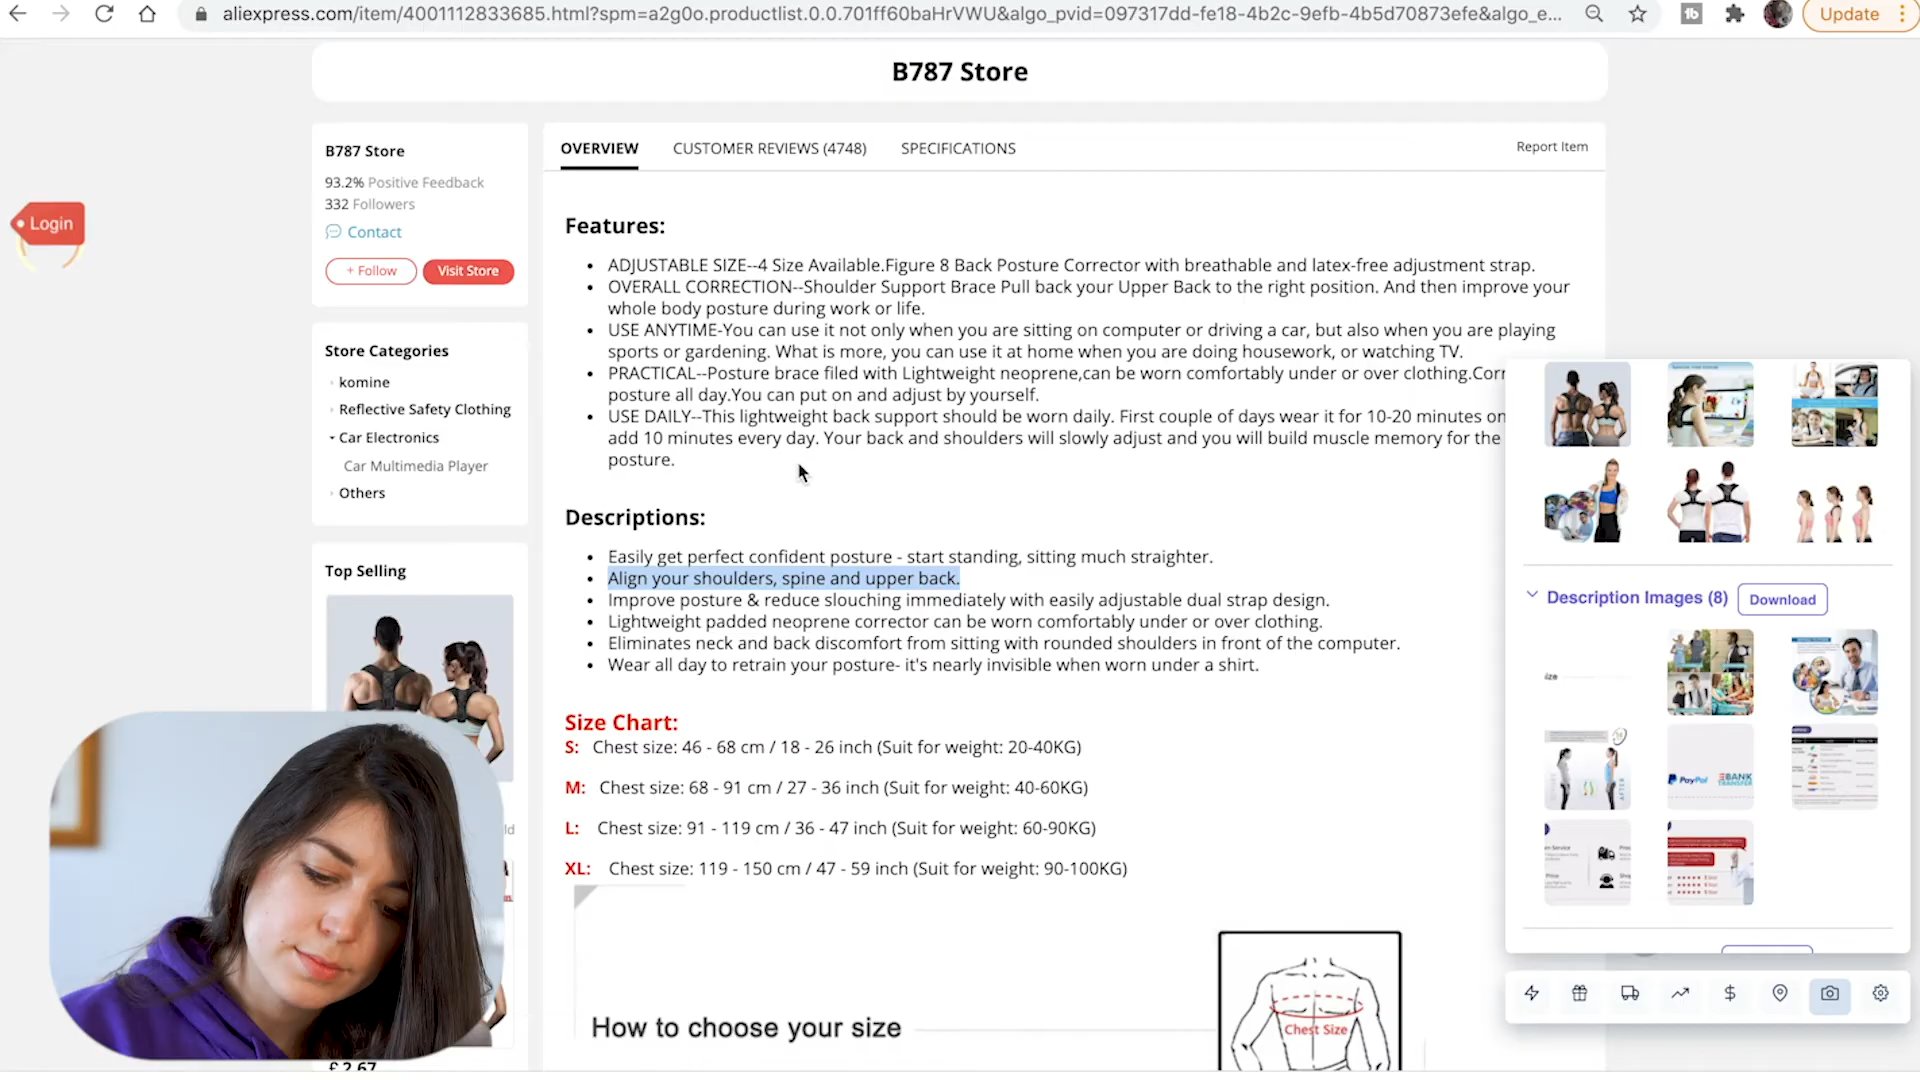 aliexpress.com/item/4001112833685.html?spm=a2g0o.productlist.0.0.701ff60baHrVWU&algo_pvid=097317dd-fe18-4b2c-9efb-4b5d70873efe&algo_e...
Update
B787 Store
B787 Store
93.2% Positive Feedback
332 Followers
Contact
+ Follow
Visit Store
Login
Store Categories
komine
Reflective Safety Clothing
Car Electronics
Car Multimedia Player
Others
Top Selling
£ 2.67
OVERVIEW
CUSTOMER REVIEWS (4748)
SPECIFICATIONS
Report Item
Features:
ADJUSTABLE SIZE--4 Size Available.Figure 8 Back Posture Corrector with breathable and latex-free adjustment strap.
OVERALL CORRECTION--Shoulder Support Brace Pull back your Upper Back to the right position. And then improve your
whole body posture during work or life.
USE ANYTIME-You can use it not only when you are sitting on computer or driving a car, but also when you are playing
sports or gardening. What is more, you can use it at home when you are doing housework, or watching TV.
PRACTICAL--Posture brace filed with Lightweight neoprene,can be worn comfortably under or over clothing.Corr
posture all day.You can put on and adjust by yourself.
USE DAILY--This lightweight back support should be worn daily. First couple of days wear it for 10-20 minutes on
add 10 minutes every day. Your back and shoulders will slowly adjust and you will build muscle memory for the
posture.
Descriptions:
Easily get perfect confident posture - start standing, sitting much straighter.
Align your shoulders, spine and upper back.
Improve posture & reduce slouching immediately with easily adjustable dual strap design.
Lightweight padded neoprene corrector can be worn comfortably under or over clothing.
Eliminates neck and back discomfort from sitting with rounded shoulders in front of the computer.
Wear all day to retrain your posture- it's nearly invisible when worn under a shirt.
Size Chart:
S: Chest size: 46 - 68 cm / 18 - 26 inch (Suit for weight: 20-40KG)
M: Chest size: 68 - 91 cm / 27 - 36 inch (Suit for weight: 40-60KG)
L: Chest size: 91 - 119 cm / 36 - 47 inch (Suit for weight: 60-90KG)
XL: Chest size: 119 - 150 cm / 47 - 59 inch (Suit for weight: 90-100KG)
How to choose your size
Chest Size
Description Images (8)
Download
ize
PayPal
BANK
TRANSFER